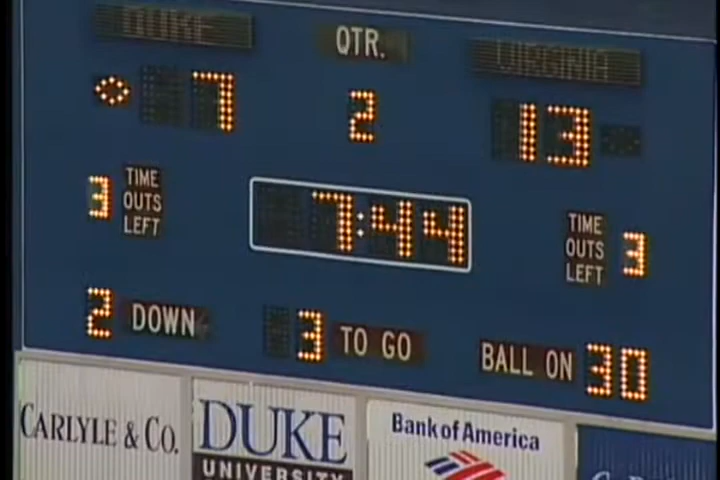 DUKE QTR. VIRGINIA
7 2 13
3 TIME OUTS LEFT 7:44 TIME OUTS LEFT 3
2 DOWN 3 TO GO BALL ON 30
CARLYLE & CO. DUKE UNIVERSITY Bank of America